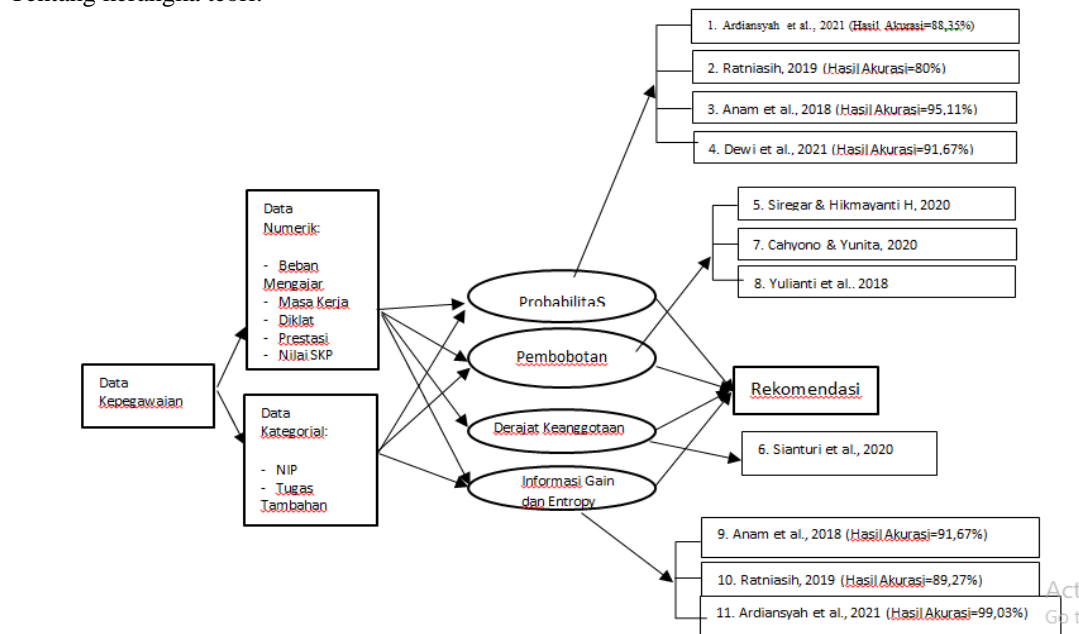 Tentang kerangka teori.
1. Ardiansyah et al., 2021 (Hasil Akurasi=88,35%)
2. Ratniasih, 2019 (Hasil Akurasi=80%)
3. Anam et al., 2018 (Hasil Akurasi=95,11%)
4. Dewi et al., 2021 (Hasil Akurasi=91,67%)
5. Siregar & Hikmayanti H, 2020
7. Cahyono & Yunita, 2020
8. Yulianti et al.. 2018
Data
Numerik:
- Beban
Mengajar
- Masa Kerja
- Diklat
- Prestasi
- Nilai SKP
Data
Kepegawaian
Data
Kategorial:
- NIP
- Tugas
Tambahan
ProbabilitaS
Pembobotan
Derajat Keanggotaan
Informasi Gain
dan Entropy
Rekomendasi
6. Sianturi et al., 2020
9. Anam et al., 2018 (Hasil Akurasi=91,67%)
10. Ratniasih, 2019 (Hasil Akurasi=89,27%)
11. Ardiansyah et al., 2021 (Hasil Akurasi=99,03%)